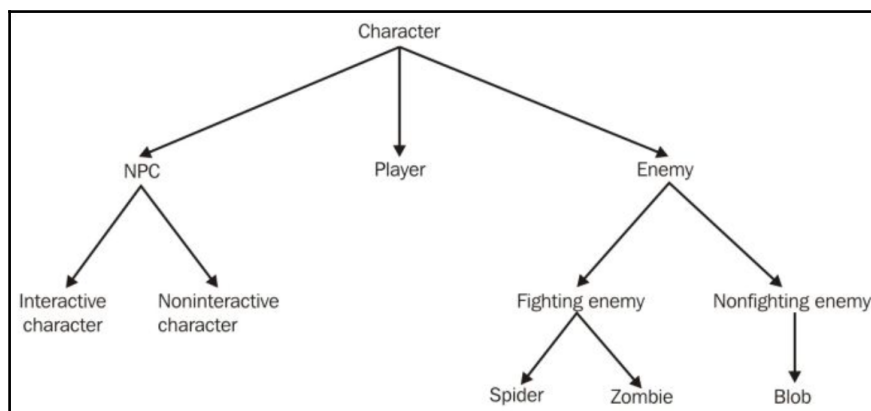 Character
NPC
Player
Enemy
Interactive
character
Noninteractive
character
Fighting enemy
Nonfighting enemy
Spider
Zombie
Blob